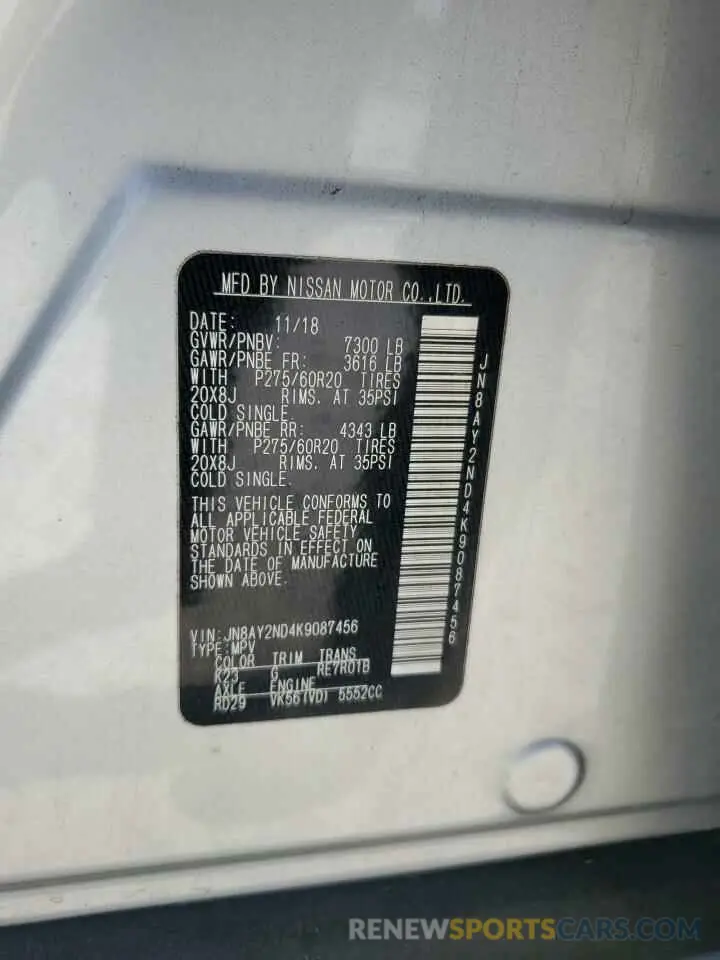 MFD BY NISSAN MOTOR CO.,LTD.
DATE: 11/18
GVWR/PNBV: 7300 LB
GAWR/PNBE FR: 3616 LB
WITH P275/60R20 TIRES
20X8J RIMS. AT 35PSI
COLD SINGLE.
GAWR/PNBE RR: 4343 LB
WITH P275/60R20 TIRES
20X8J RIMS. AT 35PSI
COLD SINGLE.
THIS VEHICLE CONFORMS TO
ALL APPLICABLE FEDERAL
MOTOR VEHICLE SAFETY
STANDARDS IN EFFECT ON
THE DATE OF MANUFACTURE
SHOWN ABOVE.
VIN:JN8AY2ND4K9087456
TYPE:MPV
COLOR TRIM TRANS
K23 G RE7R01B
AXLE ENGINE
RD29 VK56(VD) 5552CC
JN8AY2ND4K9087456
RENEWSPORTSCARS.COM